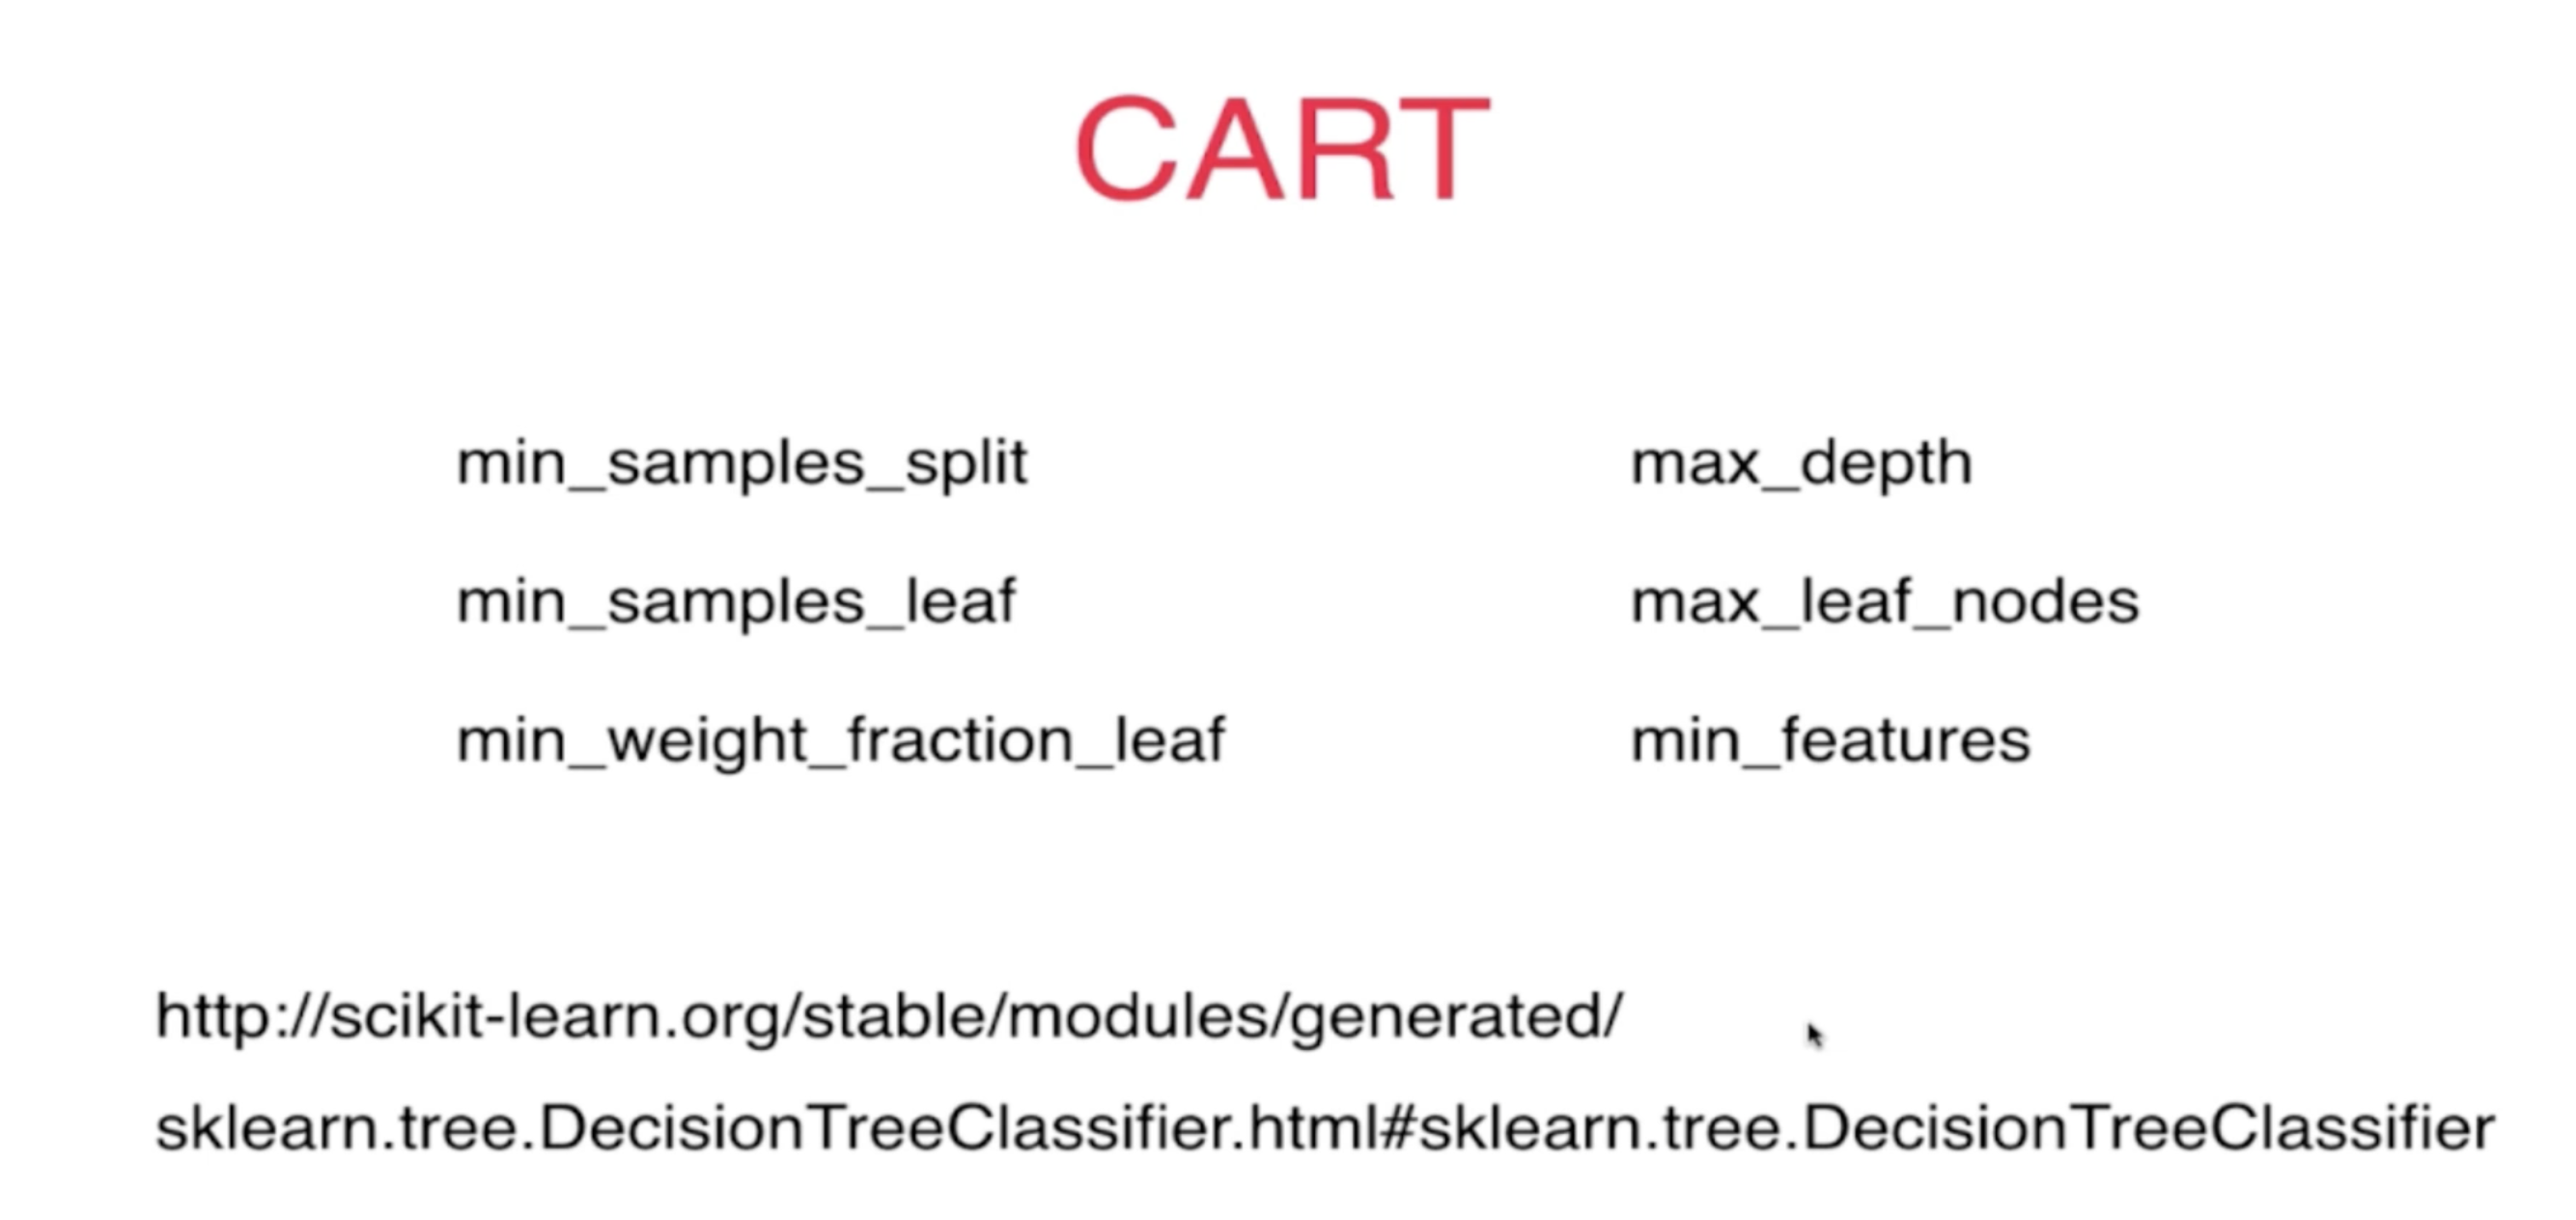 CART
min_samples_split
min_samples_leaf
min_weight_fraction_leaf
max_depth
max_leaf_nodes
min_features
http://scikit-learn.org/stable/modules/generated/
sklearn.tree.DecisionTreeClassifier.html#sklearn.tree.DecisionTreeClassifier